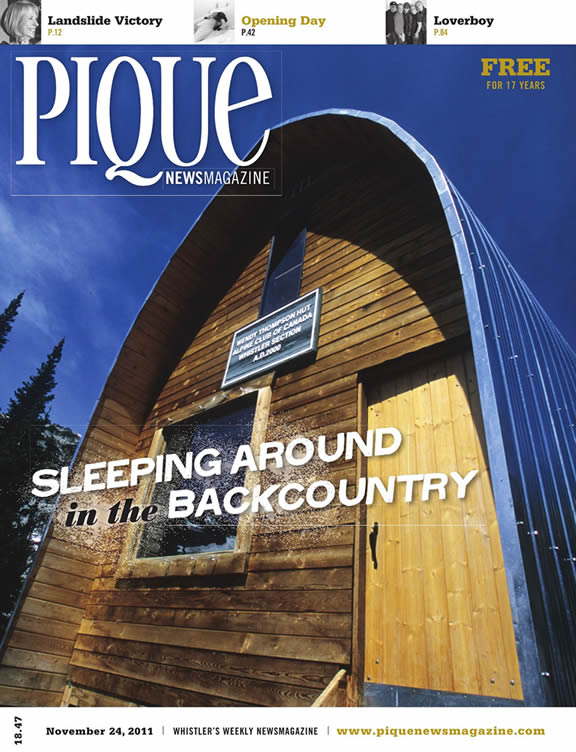 Landslide Victory
P.12
Opening Day
P.42
Loverboy
P.84
PIQUe
NEWSMAGAZINE
FREE
FOR 17 YEARS
WENDY THOMPSON HUT
ALPINE CLUB OF CANADA
WHISTLER SECTION
A.D.2000
SLEEPING AROUND
in the BACKCOUNTRY
18.47
November 24, 2011 | WHISTLER'S WEEKLY NEWSMAGAZINE | www.piquenewsmagazine.com